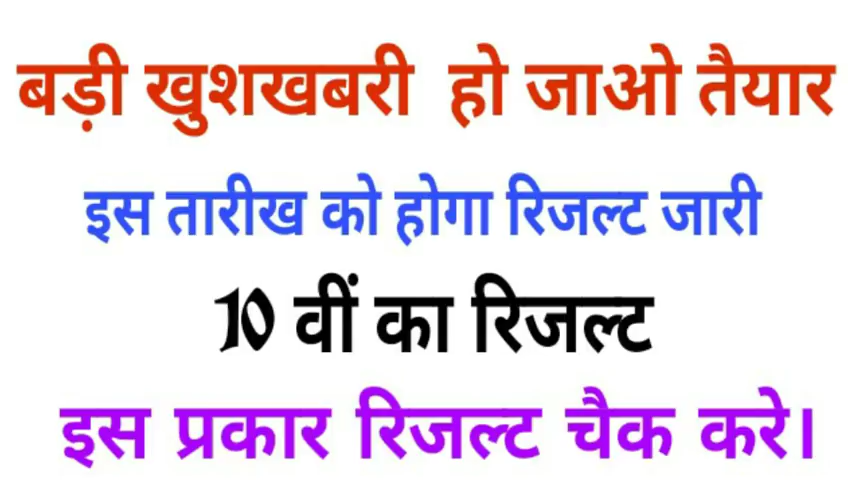 बड़ी खुशखबरी हो जाओ तैयार
इस तारीख को होगा रिजल्ट जारी
10 वीं का रिजल्ट
इस प्रकार रिजल्ट चैक करे।